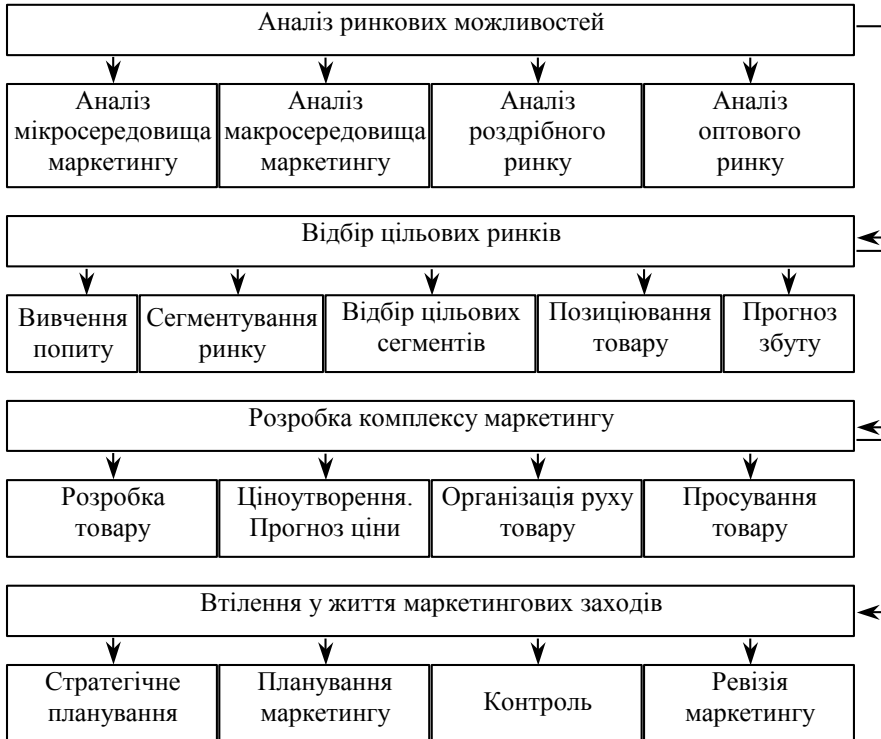 Аналіз ринкових можливостей
Аналіз
мікросередовища
маркетингу
Аналіз
макросередовища
маркетингу
Аналіз
роздрібного
ринку
Аналіз
оптового
ринку
Відбір цільових ринків
Вивчення
попиту
Сегментування
ринку
Відбір цільових
сегментів
Позиціювання
товару
Прогноз
збуту
Розробка комплексу маркетингу
Розробка
товару
Ціноутворення.
Прогноз ціни
Організація руху
товару
Просування
товару
Втілення у життя маркетингових заходів
Стратегічне
планування
Планування
маркетингу
Контроль
Ревізія
маркетингу